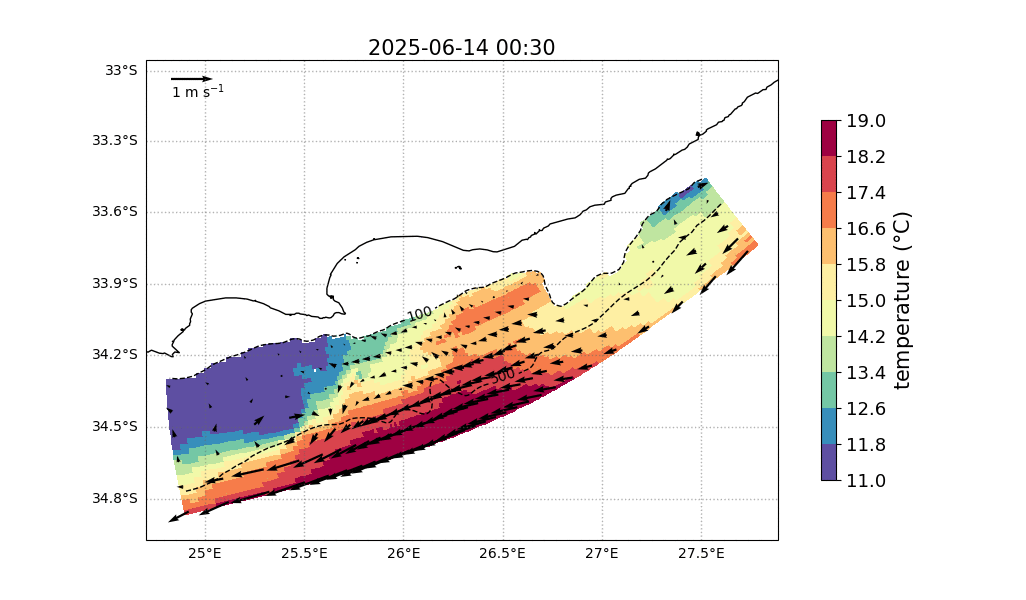 2025-06-14 00:30
33°S
33.3°S
33.6°S
33.9°S
34.2°S
34.5°S
34.8°S
1 m s⁻¹
100
500
25°E 25.5°E 26°E 26.5°E 27°E 27.5°E
19.0
18.2
17.4
16.6
15.8
15.0
14.2
13.4
12.6
11.8
11.0
temperature (°C)